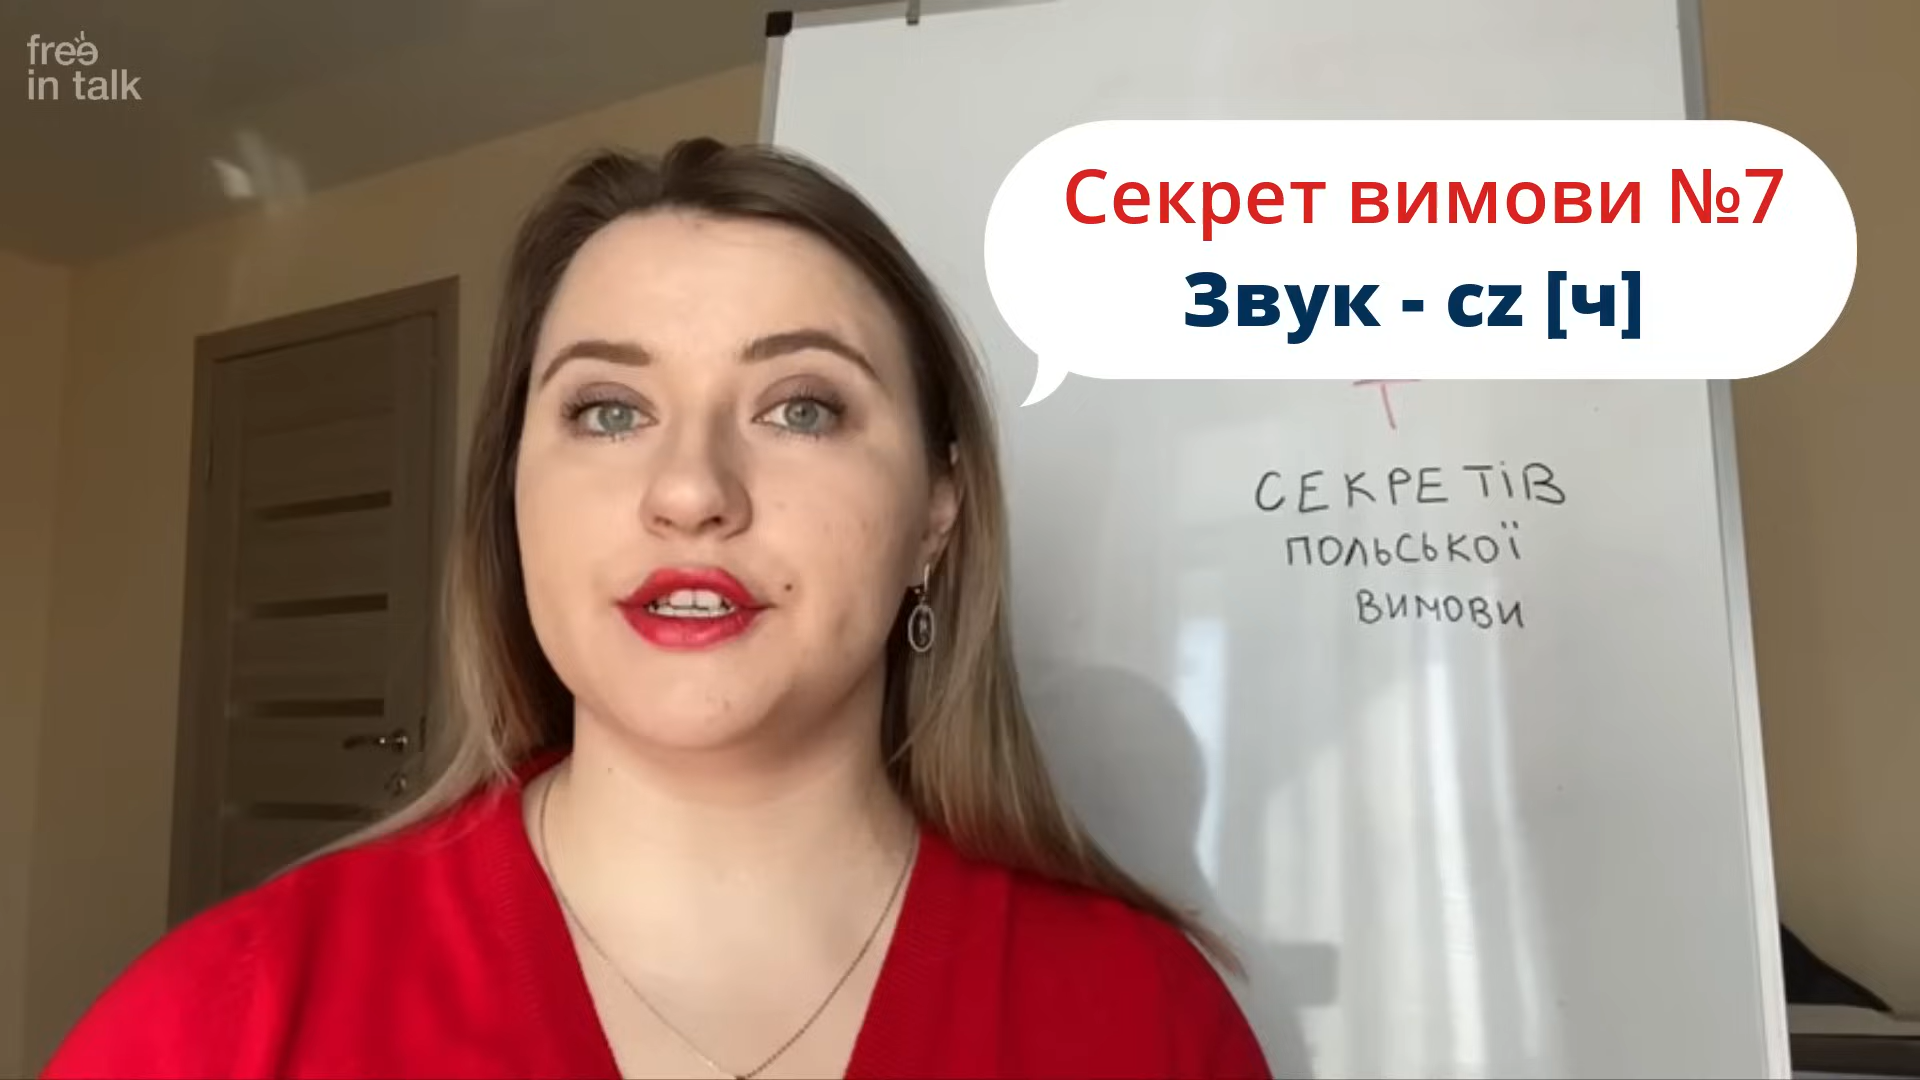 free
in talk
Секрет вимови №7
Звук - cz [ч]
СЕКРЕТІВ
ПОЛЬСЬКОЇ
ВИМОВИ